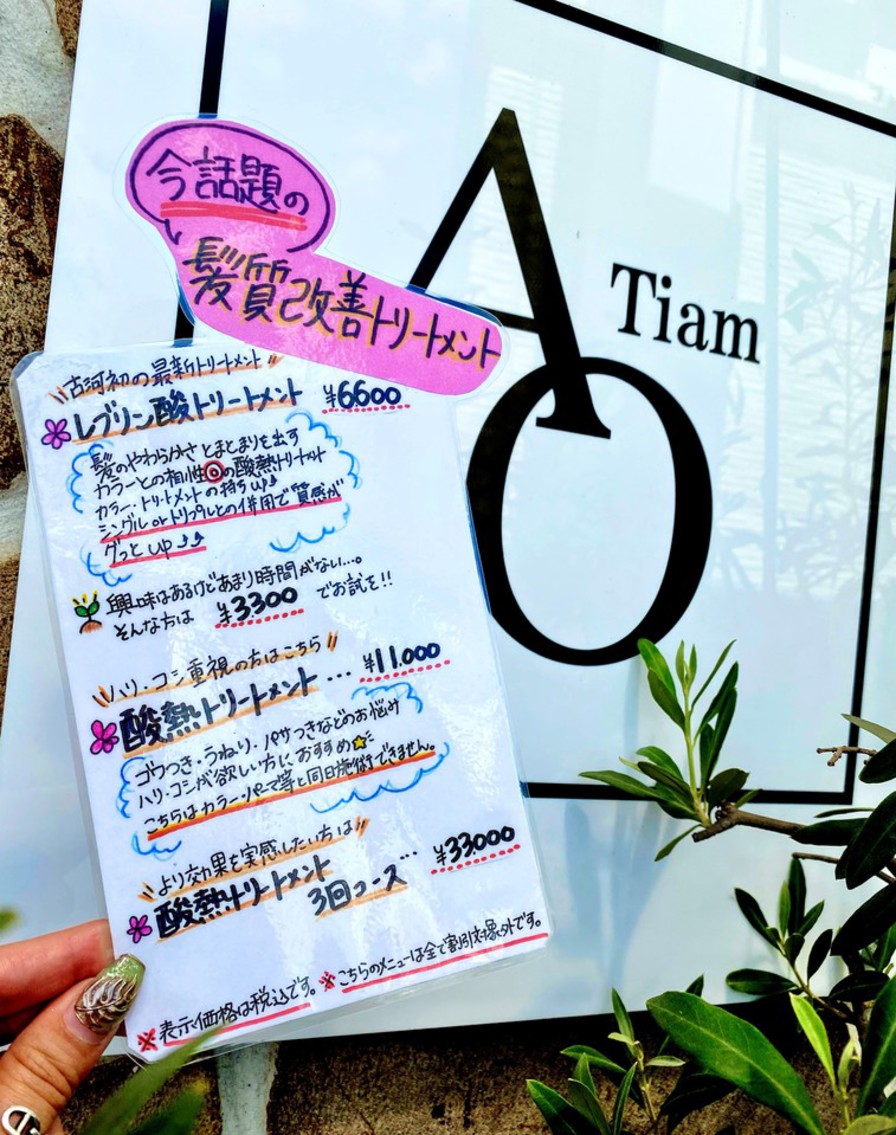 今話題の
髪質改善トリートメント
古河初の最新トリートメント
レブリン酸トリートメント ¥6600
髪のやわらかさとまとまりを出す
カラーとの相性◎の酸熱トリートメント
カラー、トリートメントの持ちup♪
シングルorトリプルとの併用で質感が
グっとup♪♪
興味はあるけどあまり時間がない…。
そんな方は ¥3300 でお試を!!
ハリ・コシ重視の方はこちら
酸熱トリートメント … ¥11.000
ゴワつき・うねり・パサつきなどのお悩み
ハリ・コシが欲しい方におすすめ
こちらはカラー・パーマ等と同日施術できません。
より効果を実感したい方は
酸熱トリートメント
3回コース… ¥33.000
※表示価格は税込です。※こちらのメニューは全て割引対象外です。
A
Tiam
O